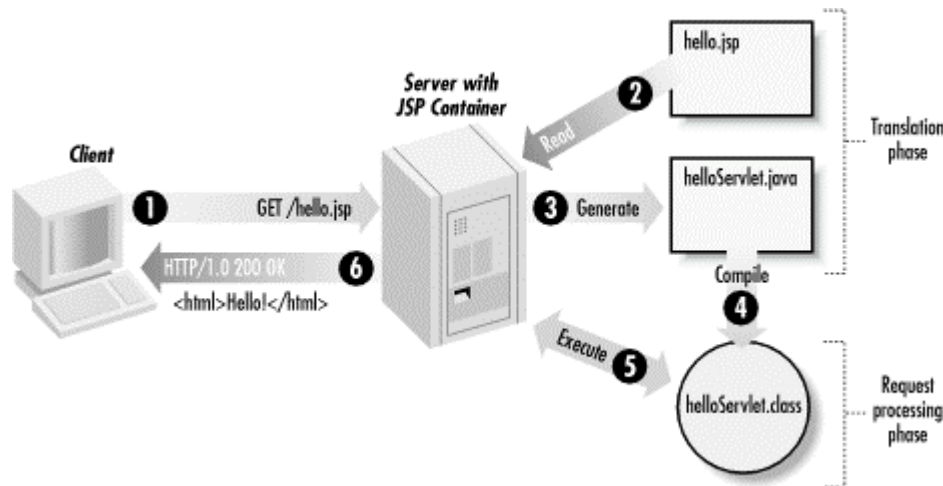 hello.jsp
Server with
JSP Container
2
Read
Translation
phase
Client
helloServlet.java
1
GET /hello.jsp
3
Generate
HTTP/1.0 200 OK
6
<html>Hello!</html>
Compile
4
Execute
5
helloServlet.class
Request
processing
phase